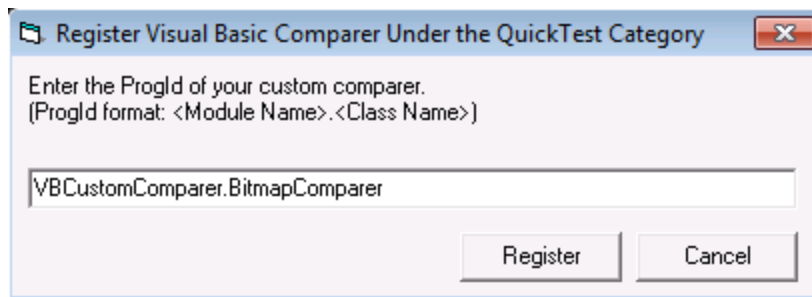 Register Visual Basic Comparer Under the QuickTest Category
Enter the ProgId of your custom comparer.
(ProgId format: <Module Name>.<Class Name>)
VBCustomComparer.BitmapComparer
Register
Cancel